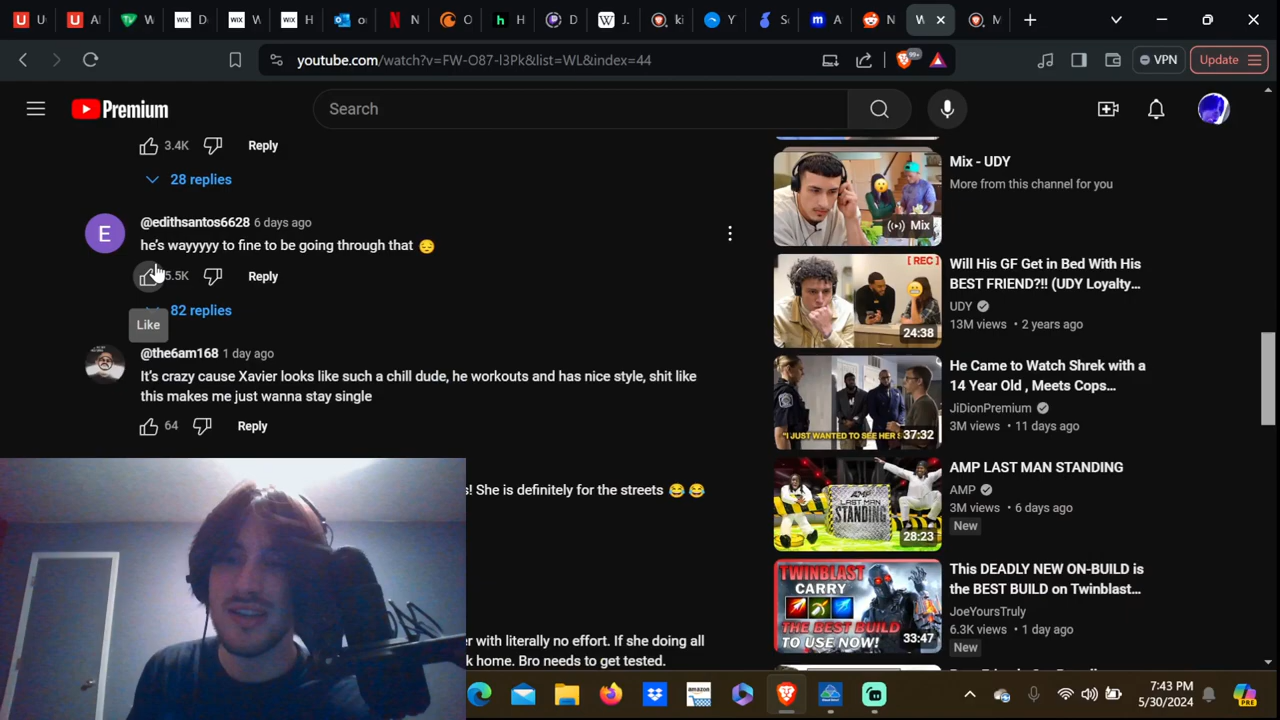 youtube.com/watch?v=FW-O87-I3Pk&list=WL&index=44
VPN
Update
Premium
Search
3.4K
Reply
28 replies
@edithsantos6628 6 days ago
he's wayyyyy to fine to be going through that 😔
5.5K
Reply
82 replies
Like
@the6am168 1 day ago
It's crazy cause Xavier looks like such a chill dude, he workouts and has nice style, shit like
this makes me just wanna stay single
64
Reply
s! She is definitely for the streets 😂 😂
r with literally no effort. If she doing all
k home. Bro needs to get tested.
Mix - UDY
More from this channel for you
Mix
Will His GF Get in Bed With His
BEST FRIEND?!! (UDY Loyalty...
UDY
13M views • 2 years ago
[REC]
24:38
He Came to Watch Shrek with a
14 Year Old , Meets Cops...
JiDionPremium
3M views • 11 days ago
"I JUST WANTED TO SEE HER S
37:32
AMP LAST MAN STANDING
AMP
3M views • 6 days ago
New
AMP
LAST MAN
STANDING
28:23
This DEADLY NEW ON-BUILD is
the BEST BUILD on Twinblast...
JoeYoursTruly
6.3K views • 1 day ago
New
TWINBLAST
CARRY
THE BEST BUILD
TO USE NOW!
33:47
amazon
7:43 PM
5/30/2024
PRE